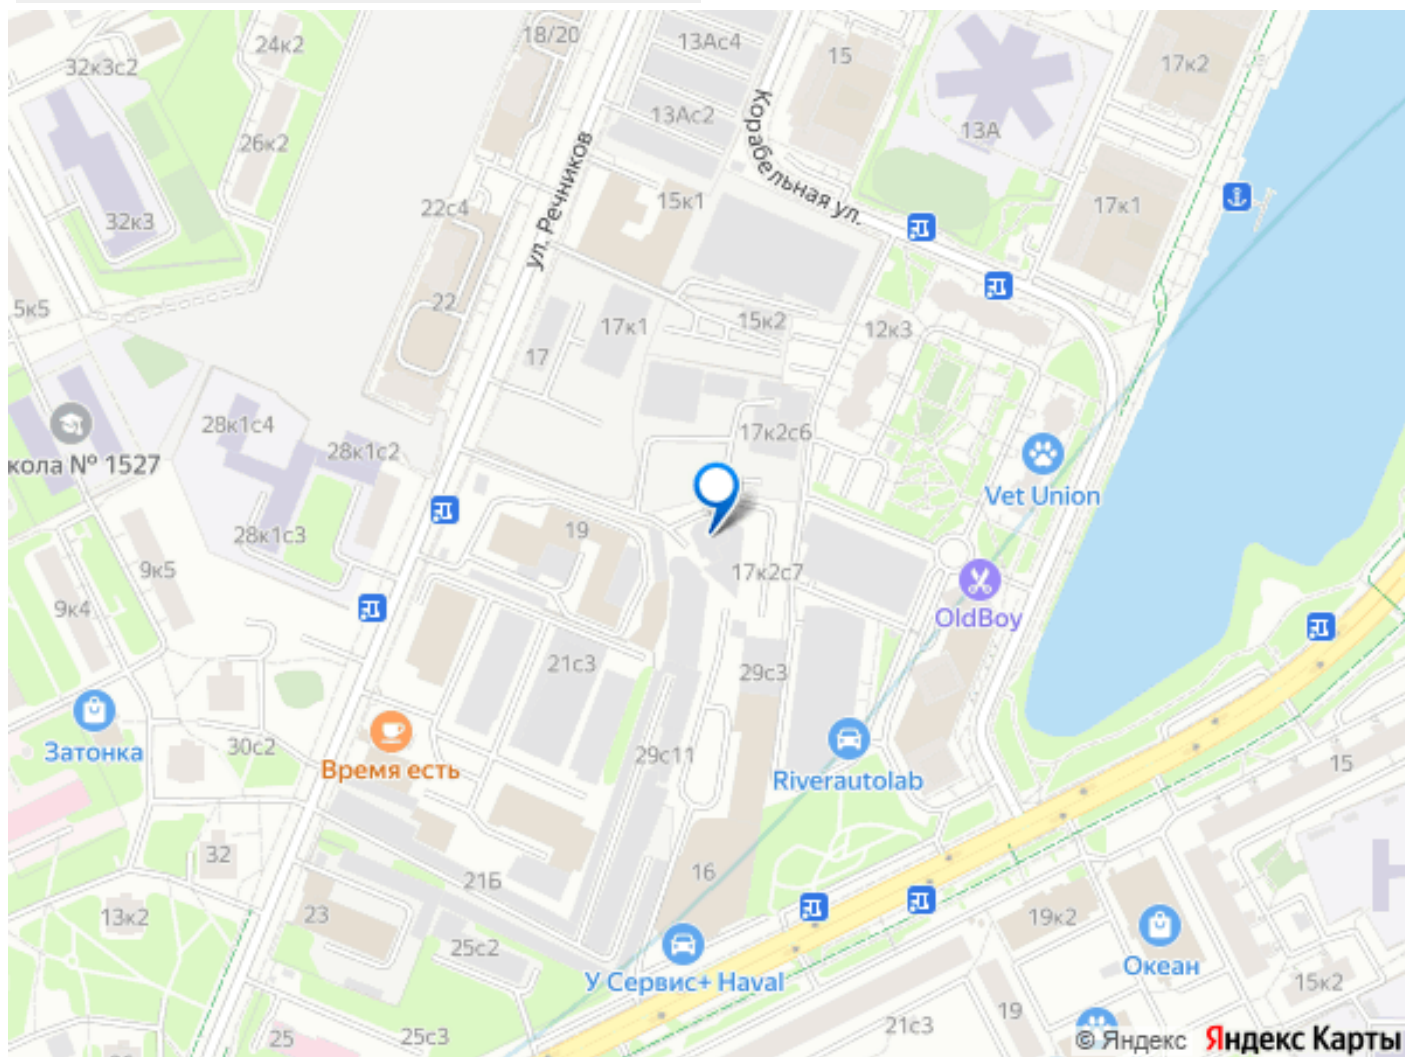 18/20
24к2
13Ас4
15
17к2
32к3с2
13Ас2
13А
26к2
Корабельная ул.
ул. Речников
32к3
22с4
15к1
17к1
5к5
22
17к1
15к2
12к3
17
28к1с4
28к1с2
17к2с6
кола № 1527
Vet Union
28к1с3
19
9к5
17к2с7
9к4
OldBoy
21с3
29с3
Затонка
30с2
Время есть
29с11
Riverautolab
15
32
21Б
16
13к2
23
19к2
25с2
У Сервис+ Haval
Океан
15к2
25
25с3
21с3
19
© Яндекс Яндекс Карты